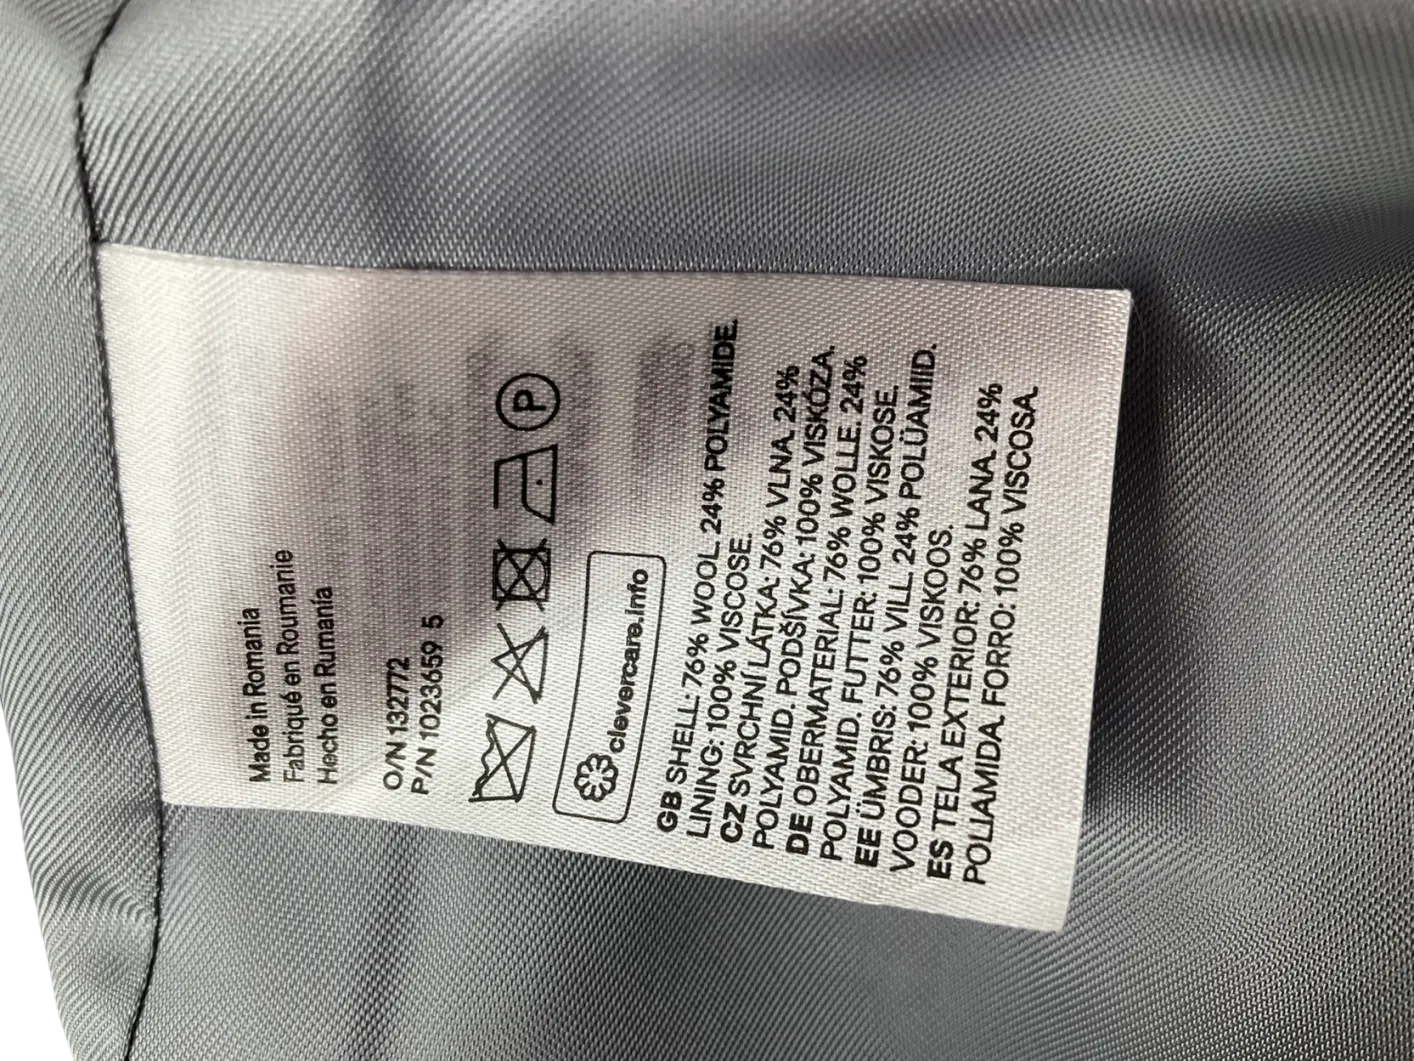 Made in Romania
Fabriqué en Roumanie
Hecho en Rumanía
O/N 132772
P/N 1023659 5
P
clevercare.info
GB SHELL: 76% WOOL. 24% POLYAMIDE.
LINING: 100% VISCOSE.
CZ SVRCHNÍ LÁTKA: 76% VLNA. 24%
POLYAMID. PODŠÍVKA: 100% VISKÓZA.
DE OBERMATERIAL: 76% WOLLE. 24%
POLYAMID. FUTTER: 100% VISKOSE.
EE ÜMBRIS: 76% VILL. 24% POLÜAMIID.
VOODER: 100% VISKOOS.
ES TELA EXTERIOR: 76% LANA. 24%
POLIAMIDA. FORRO: 100% VISCOSA.